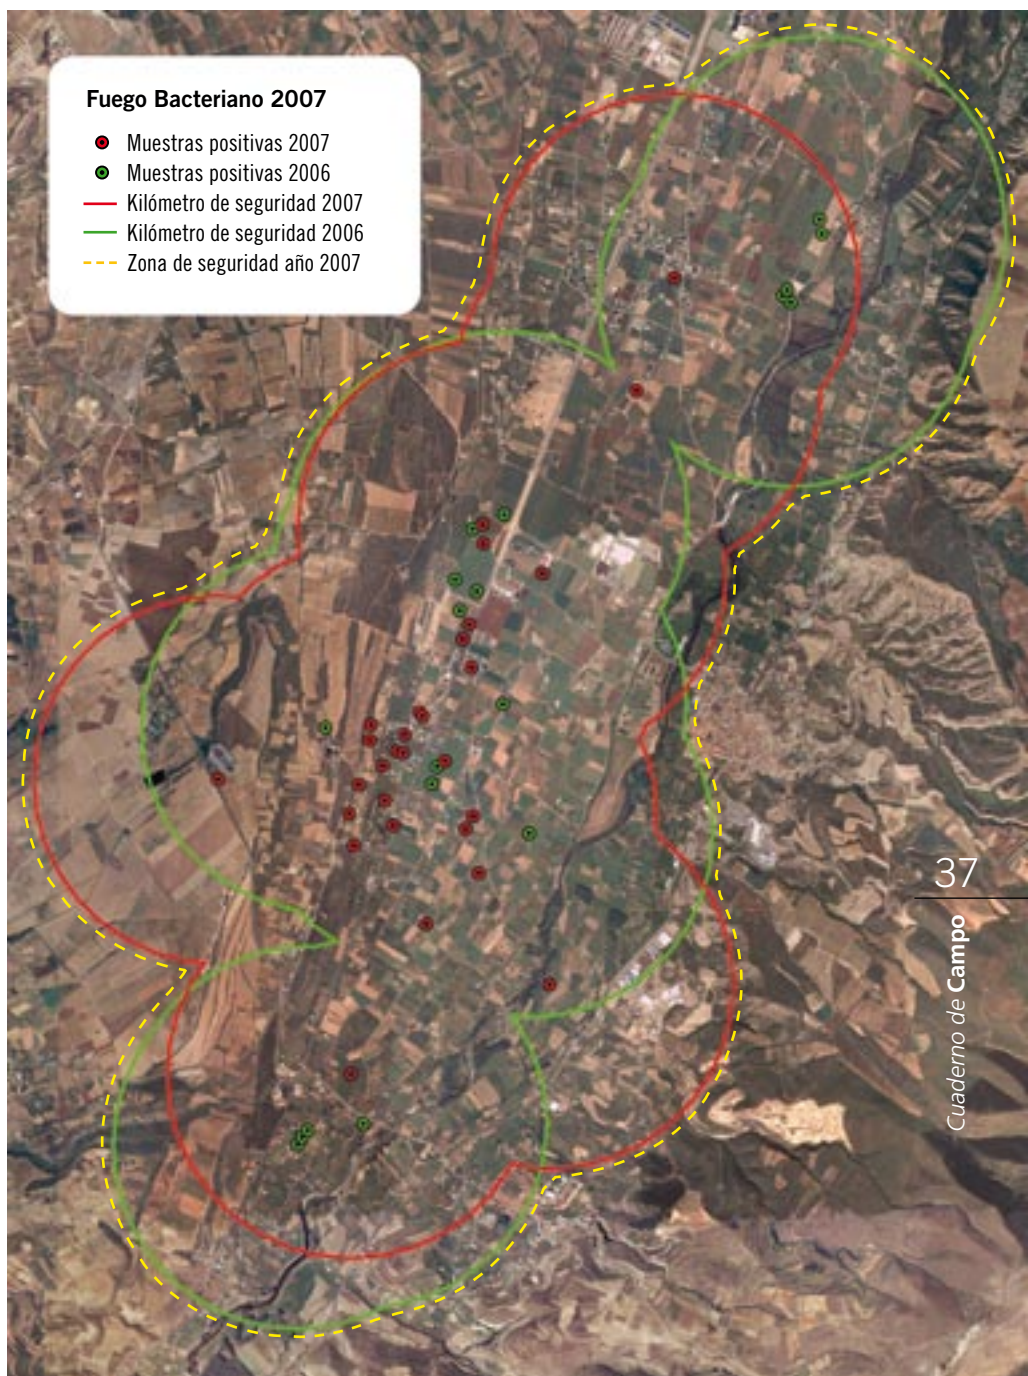 Fuego Bacteriano 2007
Muestras positivas 2007
Muestras positivas 2006
Kilómetro de seguridad 2007
Kilómetro de seguridad 2006
Zona de seguridad año 2007
37
Cuaderno de Campo